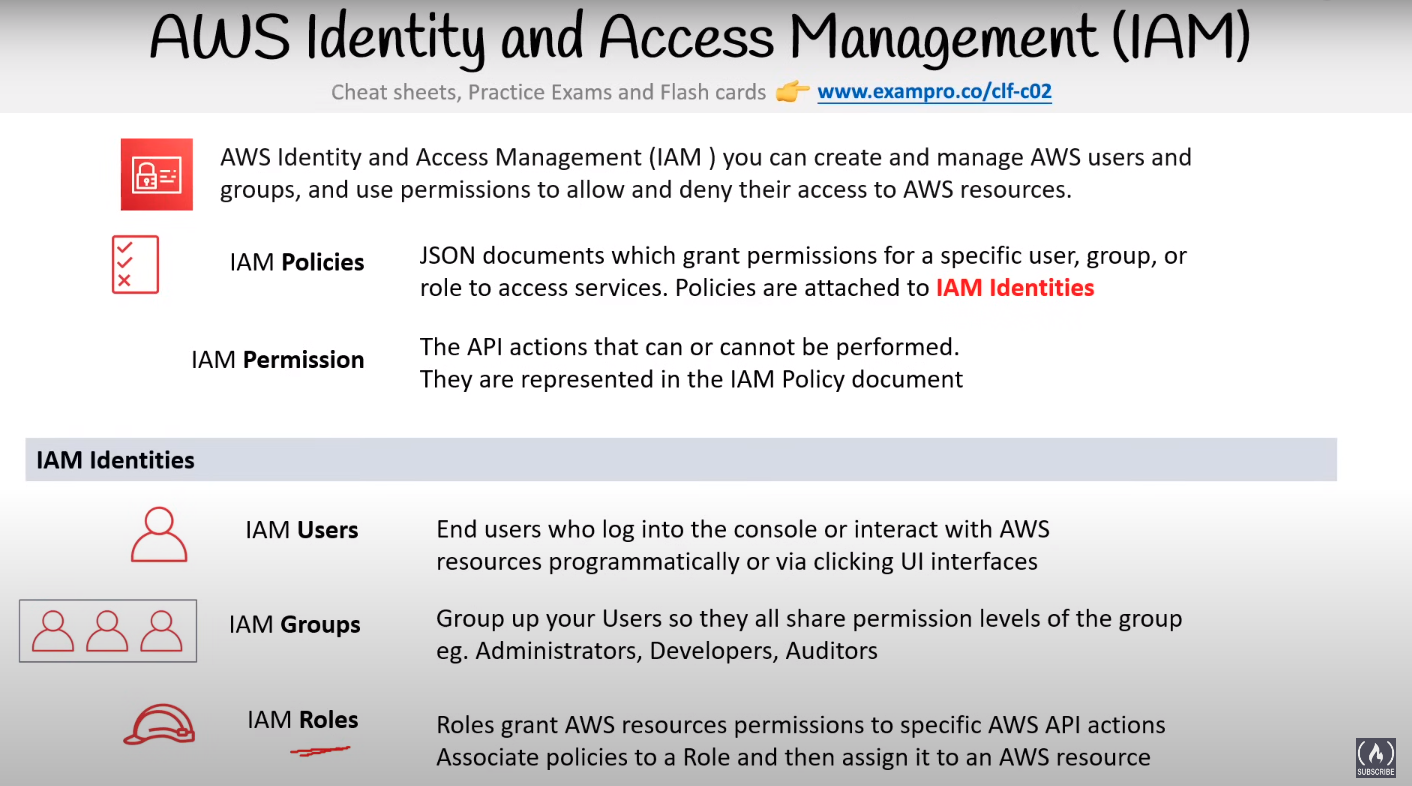 AWS Identity and Access Management (IAM)
Cheat sheets, Practice Exams and Flash cards 👉 www.exampro.co/clf-c02
AWS Identity and Access Management (IAM ) you can create and manage AWS users and
groups, and use permissions to allow and deny their access to AWS resources.
IAM Policies
JSON documents which grant permissions for a specific user, group, or
role to access services. Policies are attached to IAM Identities
IAM Permission
The API actions that can or cannot be performed.
They are represented in the IAM Policy document
IAM Identities
IAM Users
End users who log into the console or interact with AWS
resources programmatically or via clicking UI interfaces
IAM Groups
Group up your Users so they all share permission levels of the group
eg. Administrators, Developers, Auditors
IAM Roles
Roles grant AWS resources permissions to specific AWS API actions
Associate policies to a Role and then assign it to an AWS resource
SUBSCRIBE